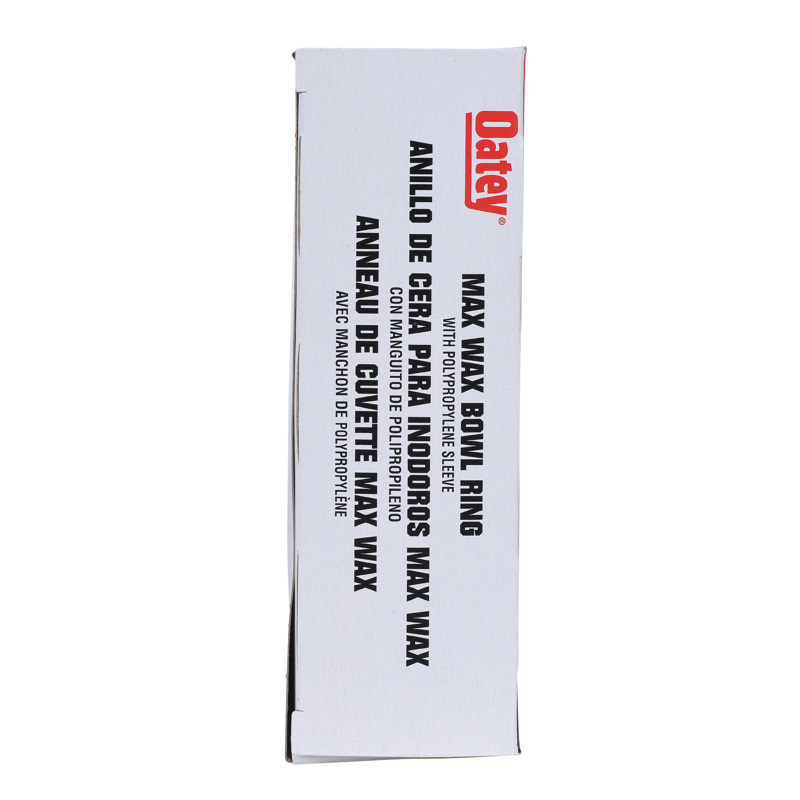 Oatey®
MAX WAX BOWL RING
WITH POLYPROPYLENE SLEEVE
ANILLO DE CERA PARA INODOROS MAX WAX
CON MANGUITO DE POLIPROPILENO
ANNEAU DE CUVETTE MAX WAX
AVEC MANCHON DE POLYPROPYLÈNE